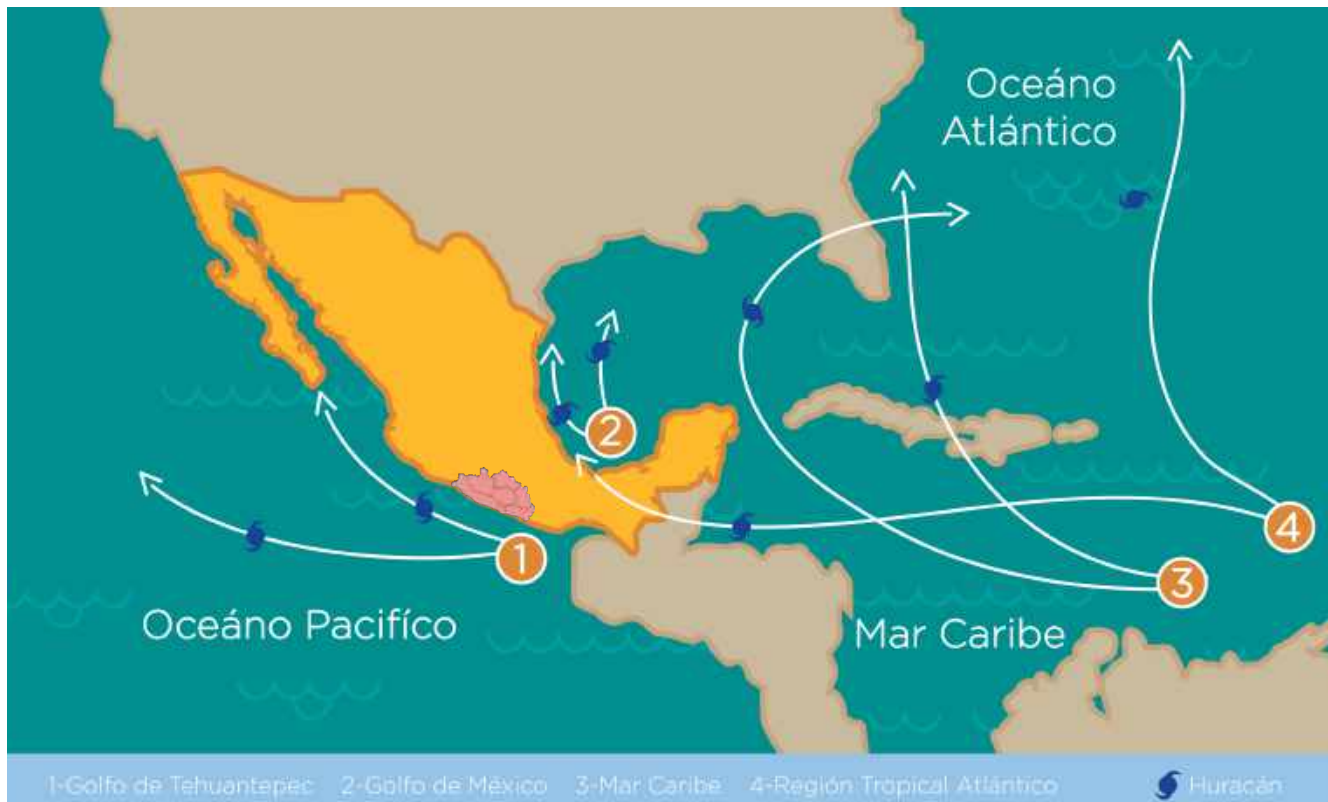 Oceáno
Atlántico
2
4
1
3
Oceáno Pacifíco
Mar Caribe
1-Golfo de Tehuantepec 2-Golfo de México 3-Mar Caribe 4-Región Tropical Atlántico Huracán